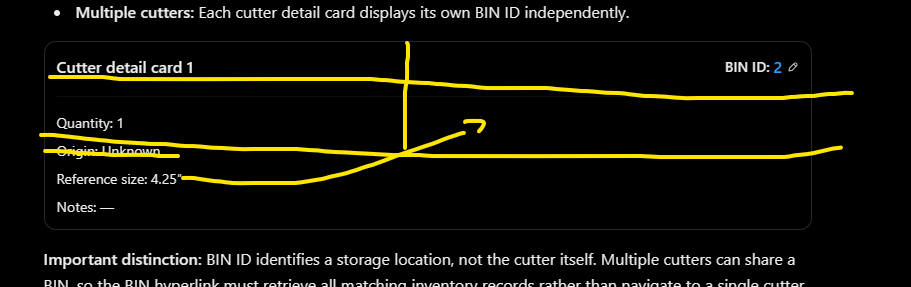 • Multiple cutters: Each cutter detail card displays its own BIN ID independently.
Cutter detail card 1 BIN ID: 2
Quantity: 1
Origin: Unknown
Reference size: 4.25"
Notes: —
Important distinction: BIN ID identifies a storage location, not the cutter itself. Multiple cutters can share a
BIN, so the BIN hyperlink must retrieve all matching inventory records rather than navigate to a single cutter